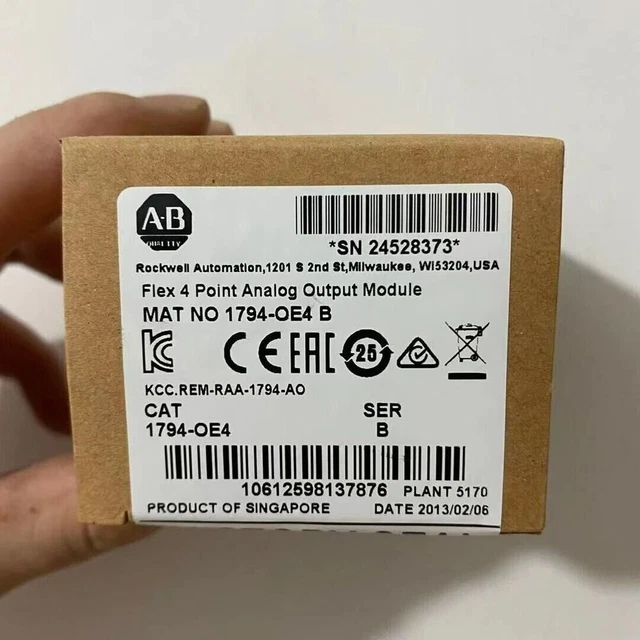 A-B
QUALITY
*SN 24528373*
Rockwell Automation,1201 S 2nd St,Milwaukee, WI53204,USA
Flex 4 Point Analog Output Module
MAT NO 1794-OE4 B
CE EAC 25
KCC.REM-RAA-1794-AO
CAT SER
1794-OE4 B
10612598137876 PLANT 5170
PRODUCT OF SINGAPORE DATE 2013/02/06